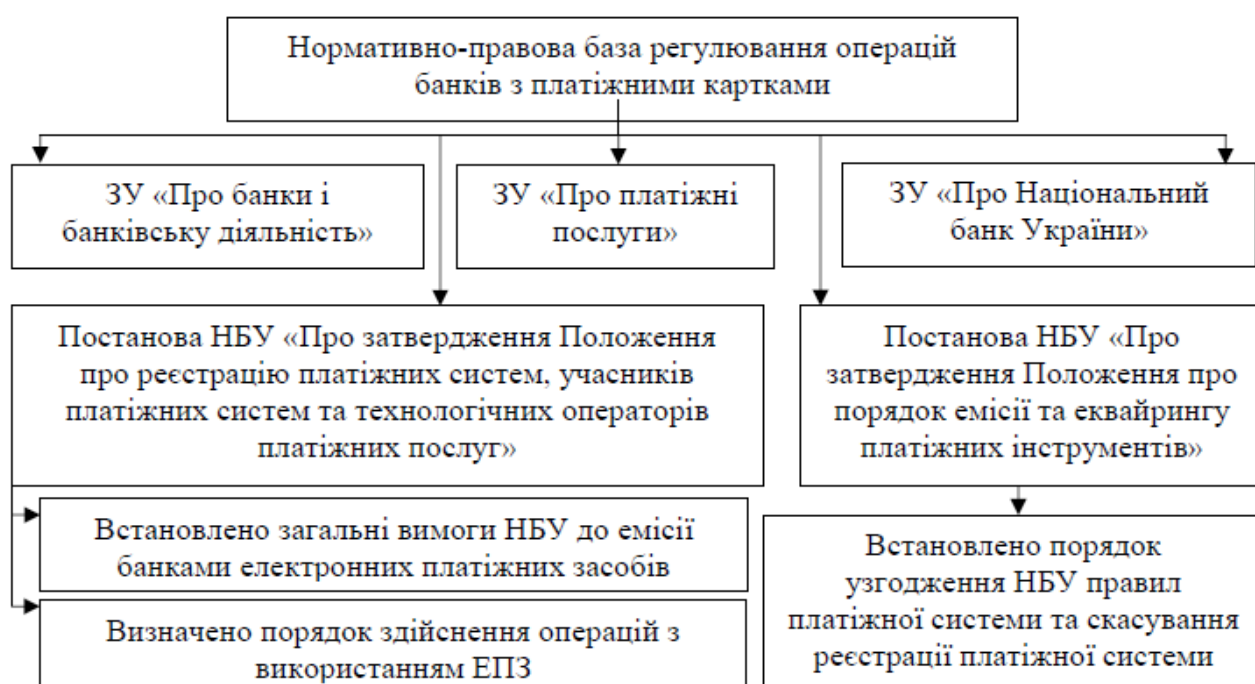 Нормативно-правова база регулювання операцій
банків з платіжними картками
ЗУ «Про банки і
банківську діяльність»
ЗУ «Про платіжні
послуги»
ЗУ «Про Національний
банк України»
Постанова НБУ «Про затвердження Положення
про реєстрацію платіжних систем, учасників
платіжних систем та технологічних операторів
платіжних послуг»
Постанова НБУ «Про
затвердження Положення про
порядок емісії та еквайрингу
платіжних інструментів»
Встановлено загальні вимоги НБУ до емісії
банками електронних платіжних засобів
Визначено порядок здійснення операцій з
використанням ЕПЗ
Встановлено порядок
узгодження НБУ правил
платіжної системи та скасування
реєстрації платіжної системи